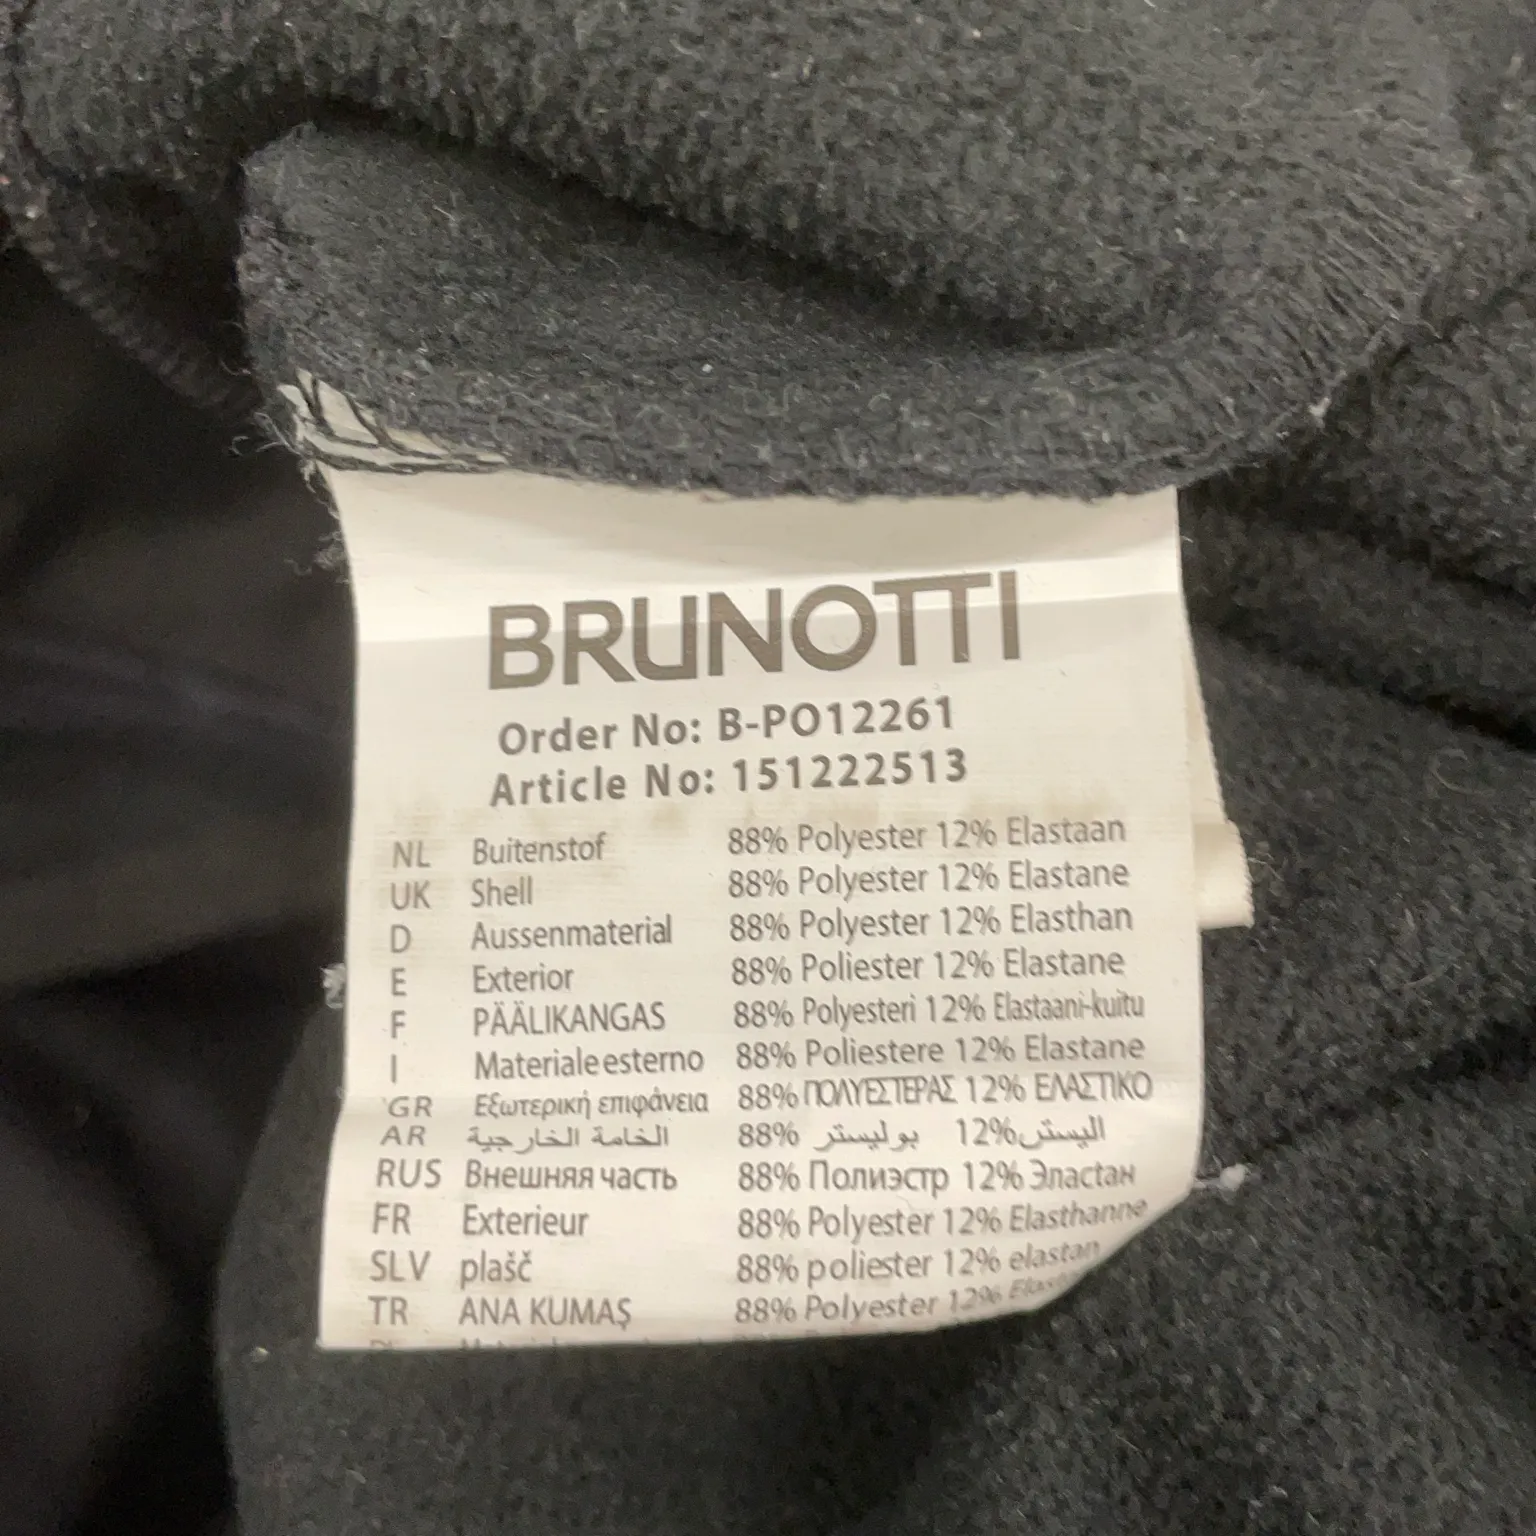 BRUNOTTI
Order No: B-PO12261
Article No: 151222513
NL Buitenstof 88% Polyester 12% Elastaan
UK Shell 88% Polyester 12% Elastane
D Aussenmaterial 88% Polyester 12% Elasthan
E Exterior 88% Poliester 12% Elastane
F PÄÄLIKANGAS 88% Polyesteri 12% Elastaani-kuitu
I Materiale esterno 88% Poliestere 12% Elastane
GR Εξωτερική επιφάνεια 88% ΠΟΛΥΕΣΤΕΡΑΣ 12% ΕΛΑΣΤΙΚΟ
AR الخامة الخارجية 88% بوليستر 12% اليستر
RUS Внешняя часть 88% Полиэстр 12% Эластан
FR Exterieur 88% Polyester 12% Elasthanne
SLV plašč 88% poliester 12% elastan
TR ANA KUMAŞ 88% Polyester 12%